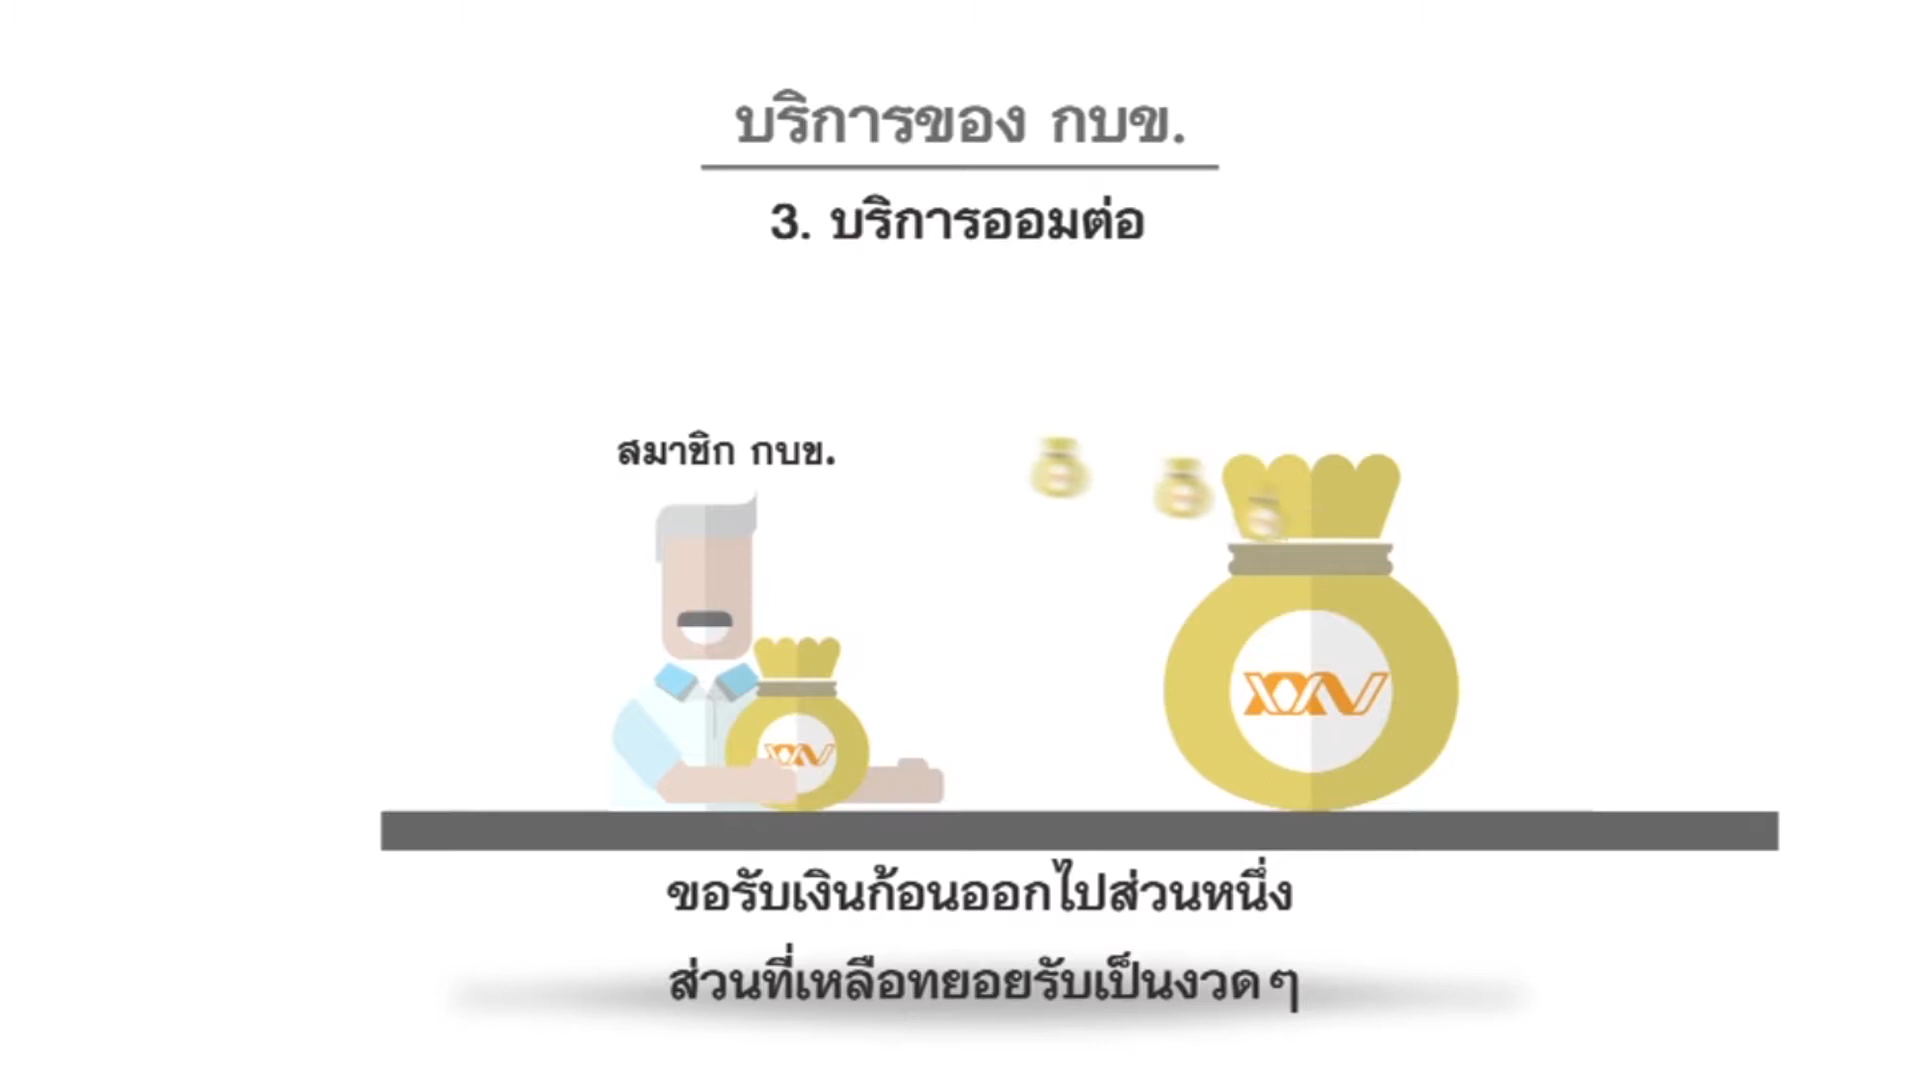 บริการของ กบข.
3. บริการออมต่อ
สมาชิก กบข.
ขอรับเงินก้อนออกไปส่วนหนึ่ง
ส่วนที่เหลือทยอยรับเป็นงวดๆ